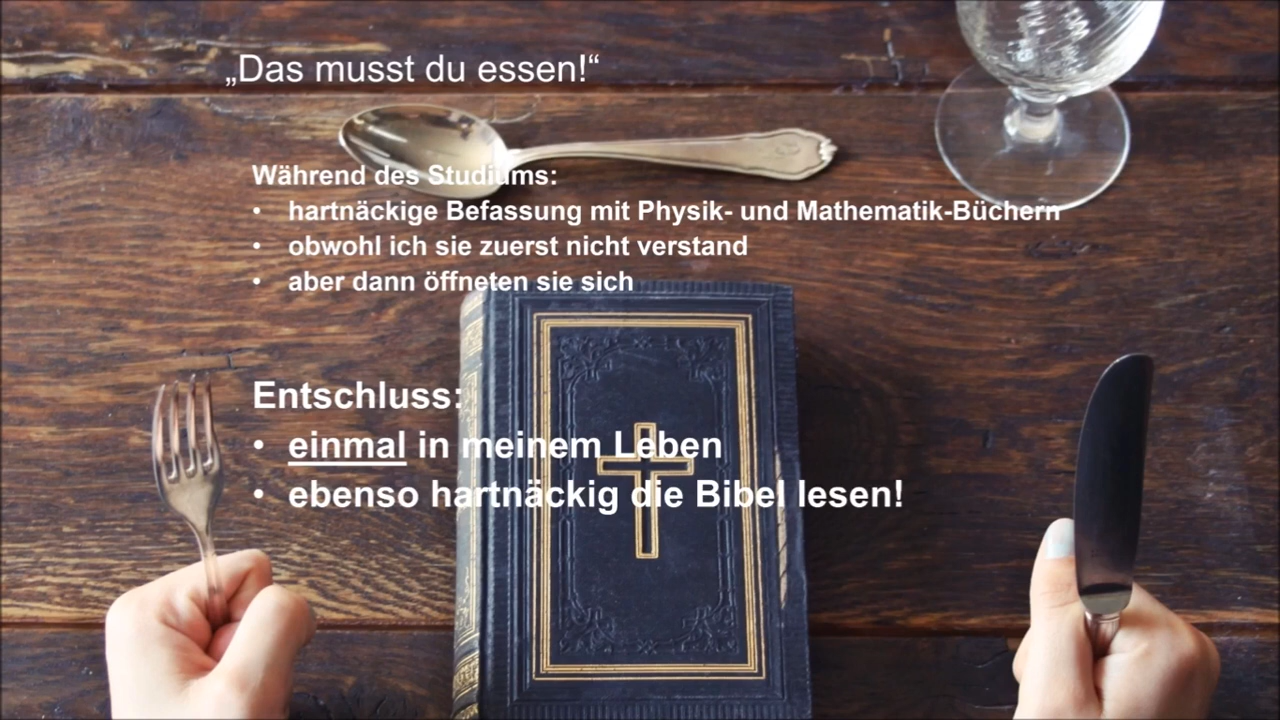 „Das musst du essen!“
Während des Studiums:
• hartnäckige Befassung mit Physik- und Mathematik-Büchern
• obwohl ich sie zuerst nicht verstand
• aber dann öffneten sie sich
Entschluss:
• einmal in meinem Leben
• ebenso hartnäckig die Bibel lesen!